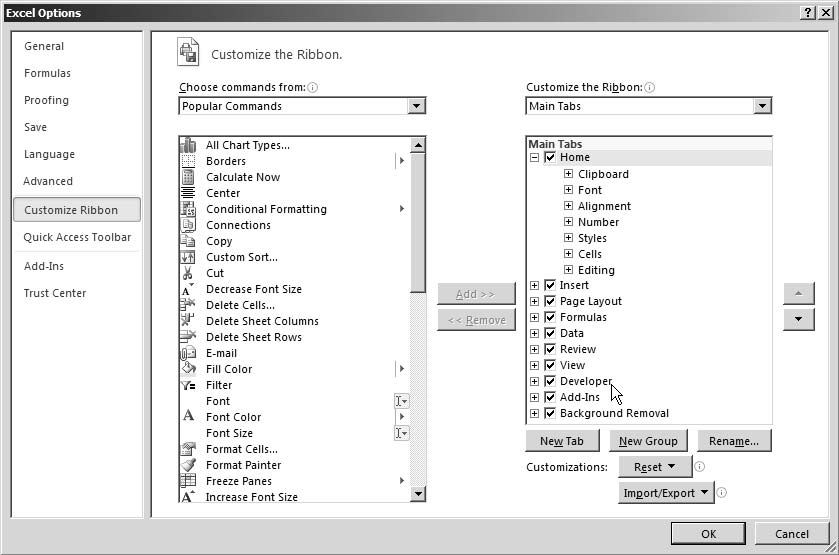 Excel Options
General
Formulas
Proofing
Save
Language
Advanced
Customize Ribbon
Quick Access Toolbar
Add-Ins
Trust Center
Customize the Ribbon.
Choose commands from:
Popular Commands
All Chart Types...
Borders
Calculate Now
Center
Conditional Formatting
Connections
Copy
Custom Sort...
Cut
Decrease Font Size
Delete Cells...
Delete Sheet Columns
Delete Sheet Rows
E-mail
Fill Color
Filter
Font
Font Color
Font Size
Format Cells...
Format Painter
Freeze Panes
Increase Font Size
Add >>
<< Remove
Customize the Ribbon:
Main Tabs
Main Tabs
Home
Clipboard
Font
Alignment
Number
Styles
Cells
Editing
Insert
Page Layout
Formulas
Data
Review
View
Developer
Add-Ins
Background Removal
New Tab New Group Rename...
Customizations: Reset
Import/Export
OK Cancel